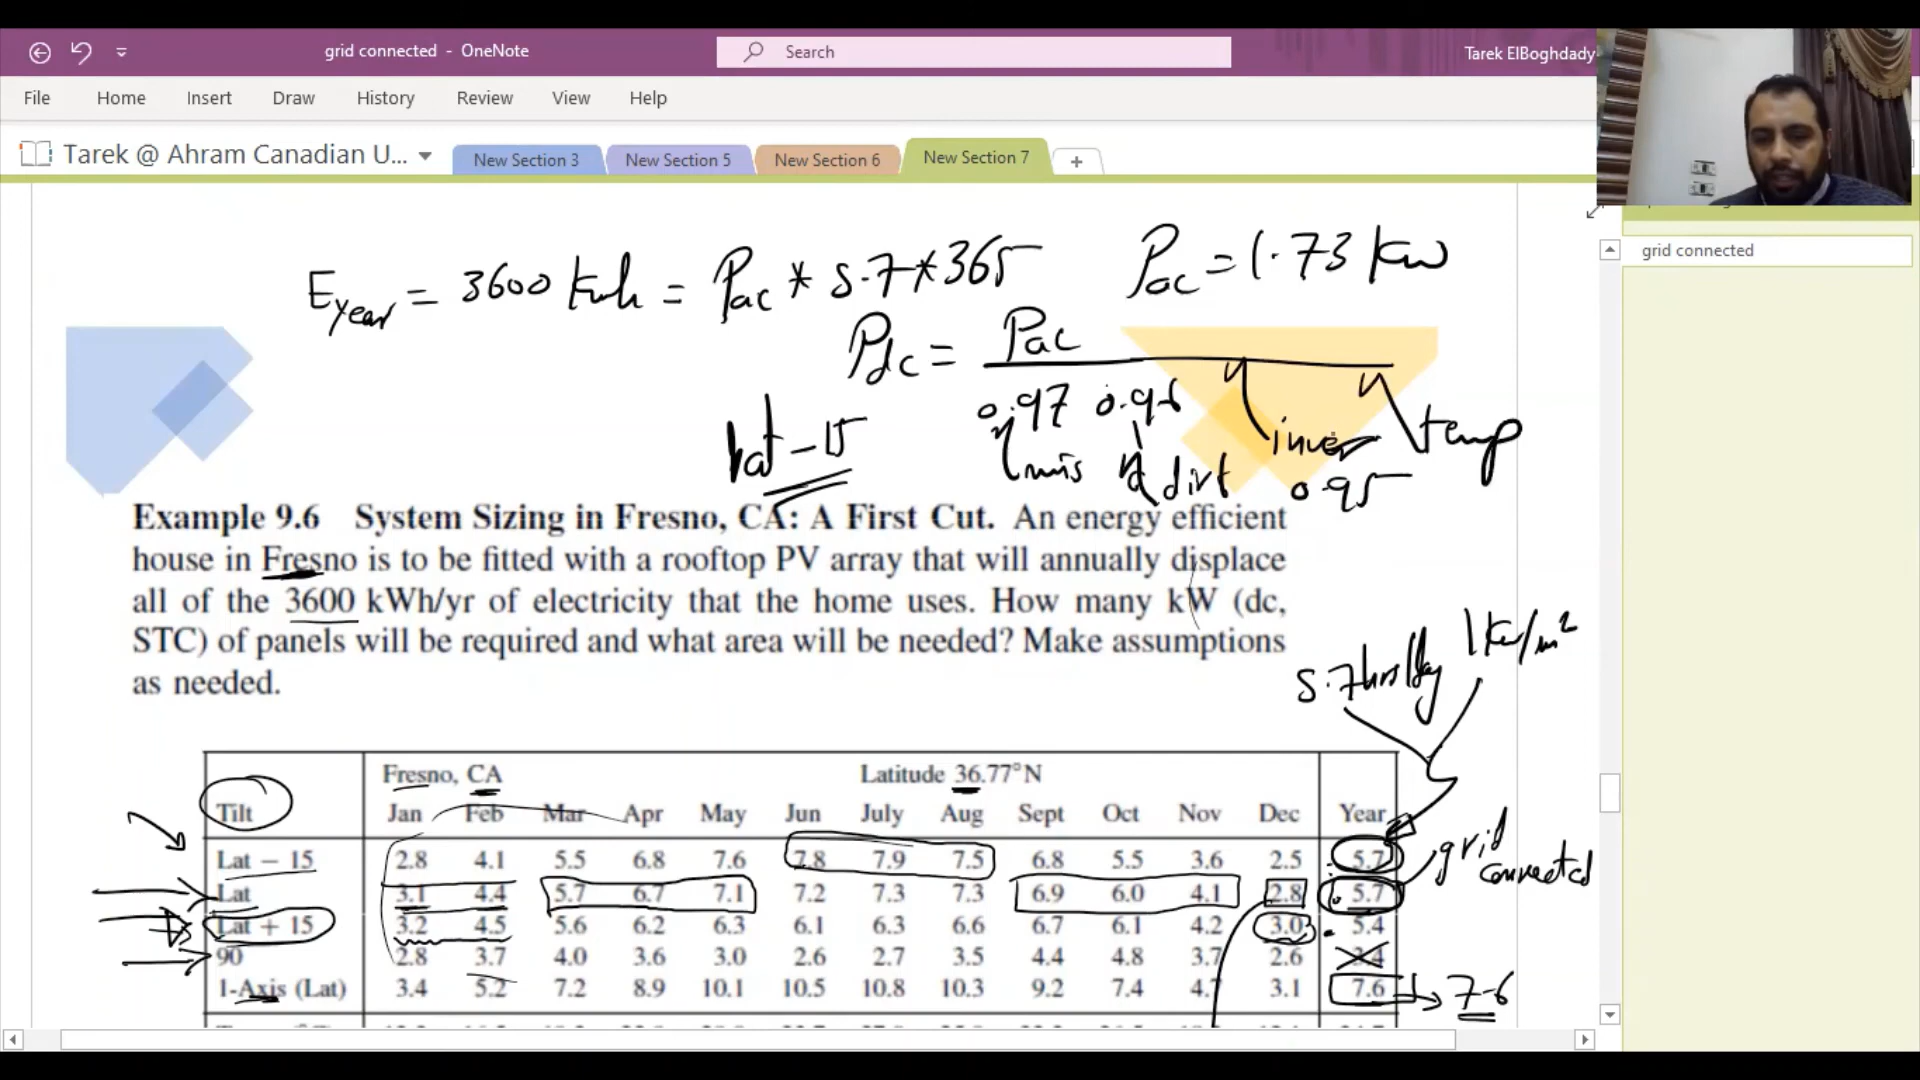 grid connected - OneNote
Search
Tarek ElBoghdady
File Home Insert Draw History Review View Help
Tarek @ Ahram Canadian U...
New Section 3 New Section 5 New Section 6 New Section 7 +
grid connected
E year = 3600 kwh = Pac * 5.7 * 365
Pac = 1.73 kw
Pdc = Pac
0.97 0.96
η mis η dirt inver temp
0.95
Lat - 15
Example 9.6 System Sizing in Fresno, CA: A First Cut. An energy efficient
house in Fresno is to be fitted with a rooftop PV array that will annually displace
all of the 3600 kWh/yr of electricity that the home uses. How many kW (dc,
STC) of panels will be required and what area will be needed? Make assumptions
as needed.
5.7 hrs/day 1 kw/m²
Fresno, CA Latitude 36.77°N
Tilt Jan Feb Mar Apr May Jun July Aug Sept Oct Nov Dec Year
Lat − 15 2.8 4.1 5.5 6.8 7.6 7.8 7.9 7.5 6.8 5.5 3.6 2.5 5.7
Lat 3.1 4.4 5.7 6.7 7.1 7.2 7.3 7.3 6.9 6.0 4.1 2.8 5.7
grid connected
Lat + 15 3.2 4.5 5.6 6.2 6.3 6.1 6.3 6.6 6.7 6.1 4.2 3.0 5.4
90 2.8 3.7 4.0 3.6 3.0 2.6 2.7 3.5 4.4 4.8 3.7 2.6 3.4
1-Axis (Lat) 3.4 5.2 7.2 8.9 10.1 10.5 10.8 10.3 9.2 7.4 4.7 3.1 7.6
7.6